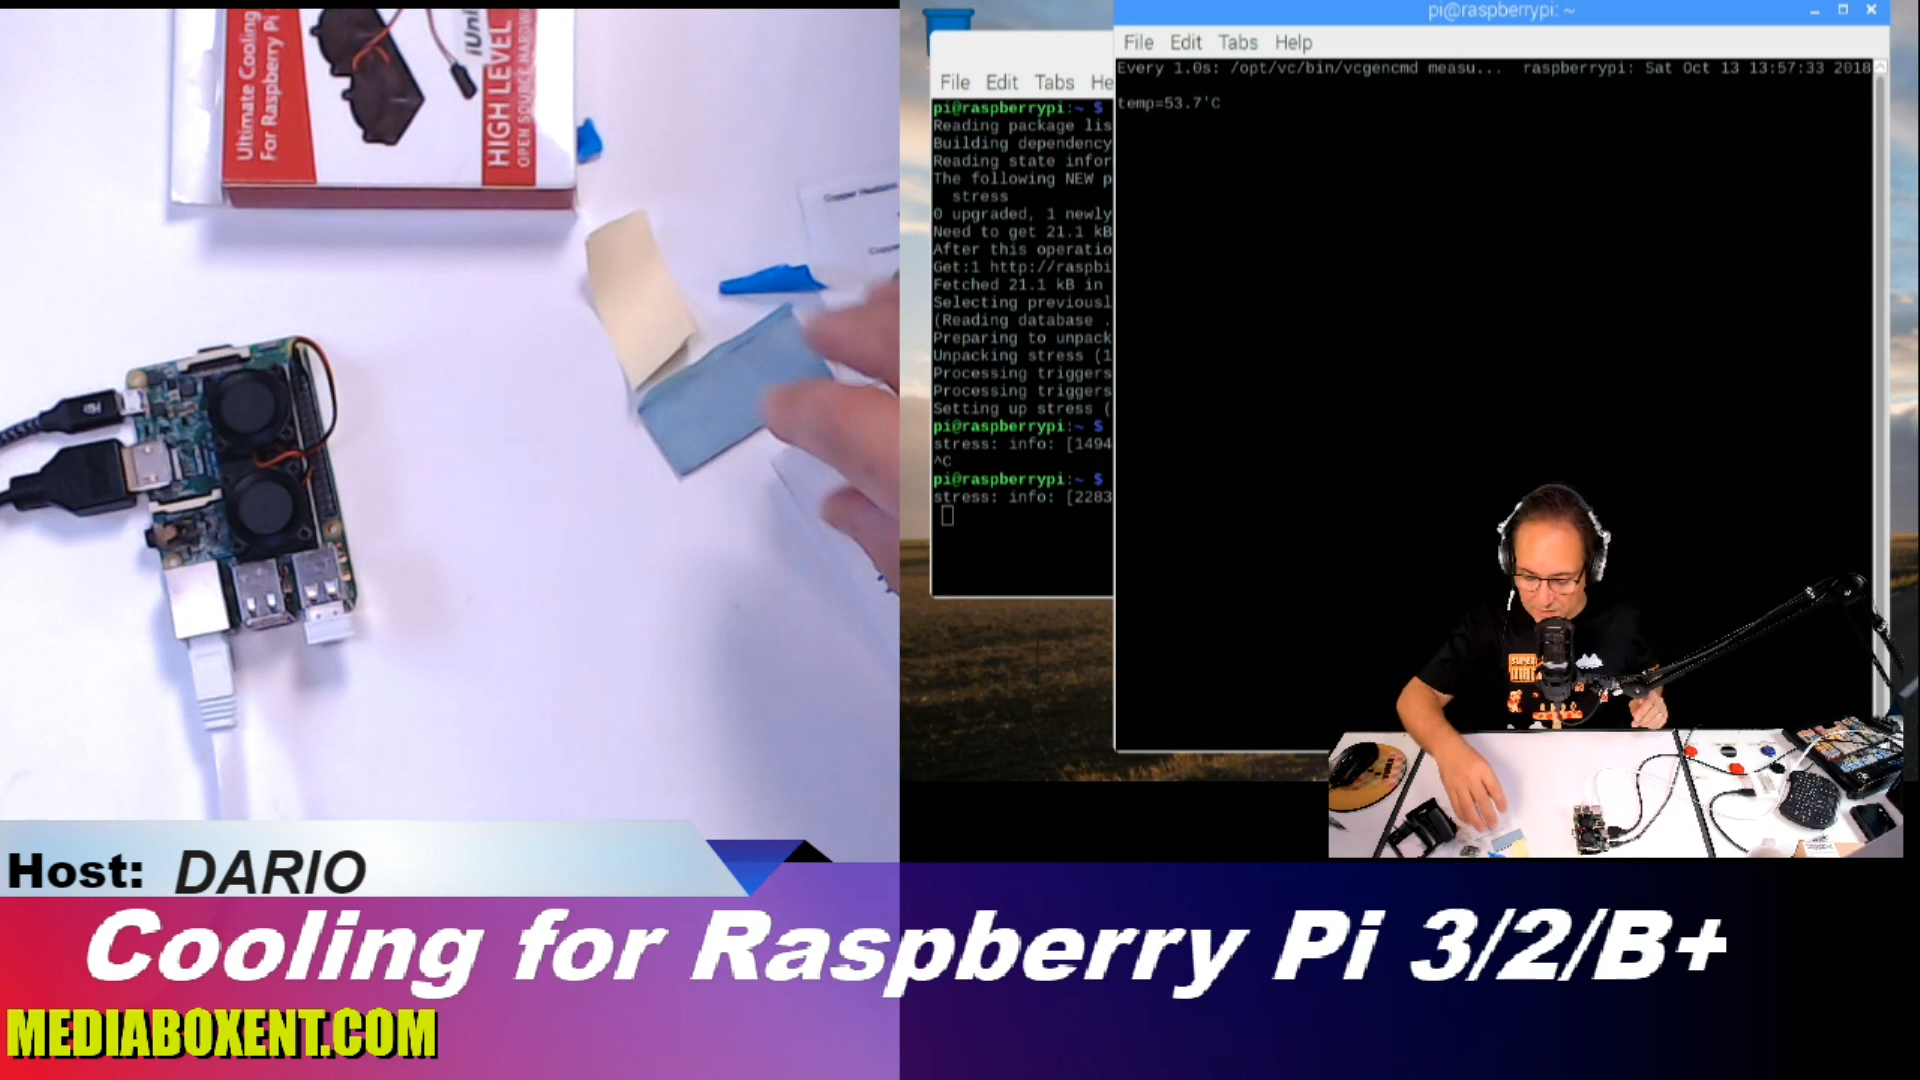 Ultimate Cooling
For Raspberry Pi
iUni
HIGH LEVEL
OPEN SOURCE HARDWA
Copper Heatsink
Host: DARIO
Cooling for Raspberry Pi 3/2/B+
MEDIABOXENT.COM
File Edit Tabs He
pi@raspberrypi:~ $
Reading package lis
Building dependency
Reading state infor
The following NEW p
stress
0 upgraded, 1 newly
Need to get 21.1 kB
After this operatio
Get:1 http://raspbi
Fetched 21.1 kB in
Selecting previousl
(Reading database .
Preparing to unpack
Unpacking stress (1
Processing triggers
Processing triggers
Setting up stress (
pi@raspberrypi:~ $
stress: info: [1494
^C
pi@raspberrypi:~ $
stress: info: [2283
pi@raspberrypi: ~
File Edit Tabs Help
Every 1.0s: /opt/vc/bin/vcgencmd measu... raspberrypi: Sat Oct 13 13:57:33 2018
temp=53.7'C
SUPER